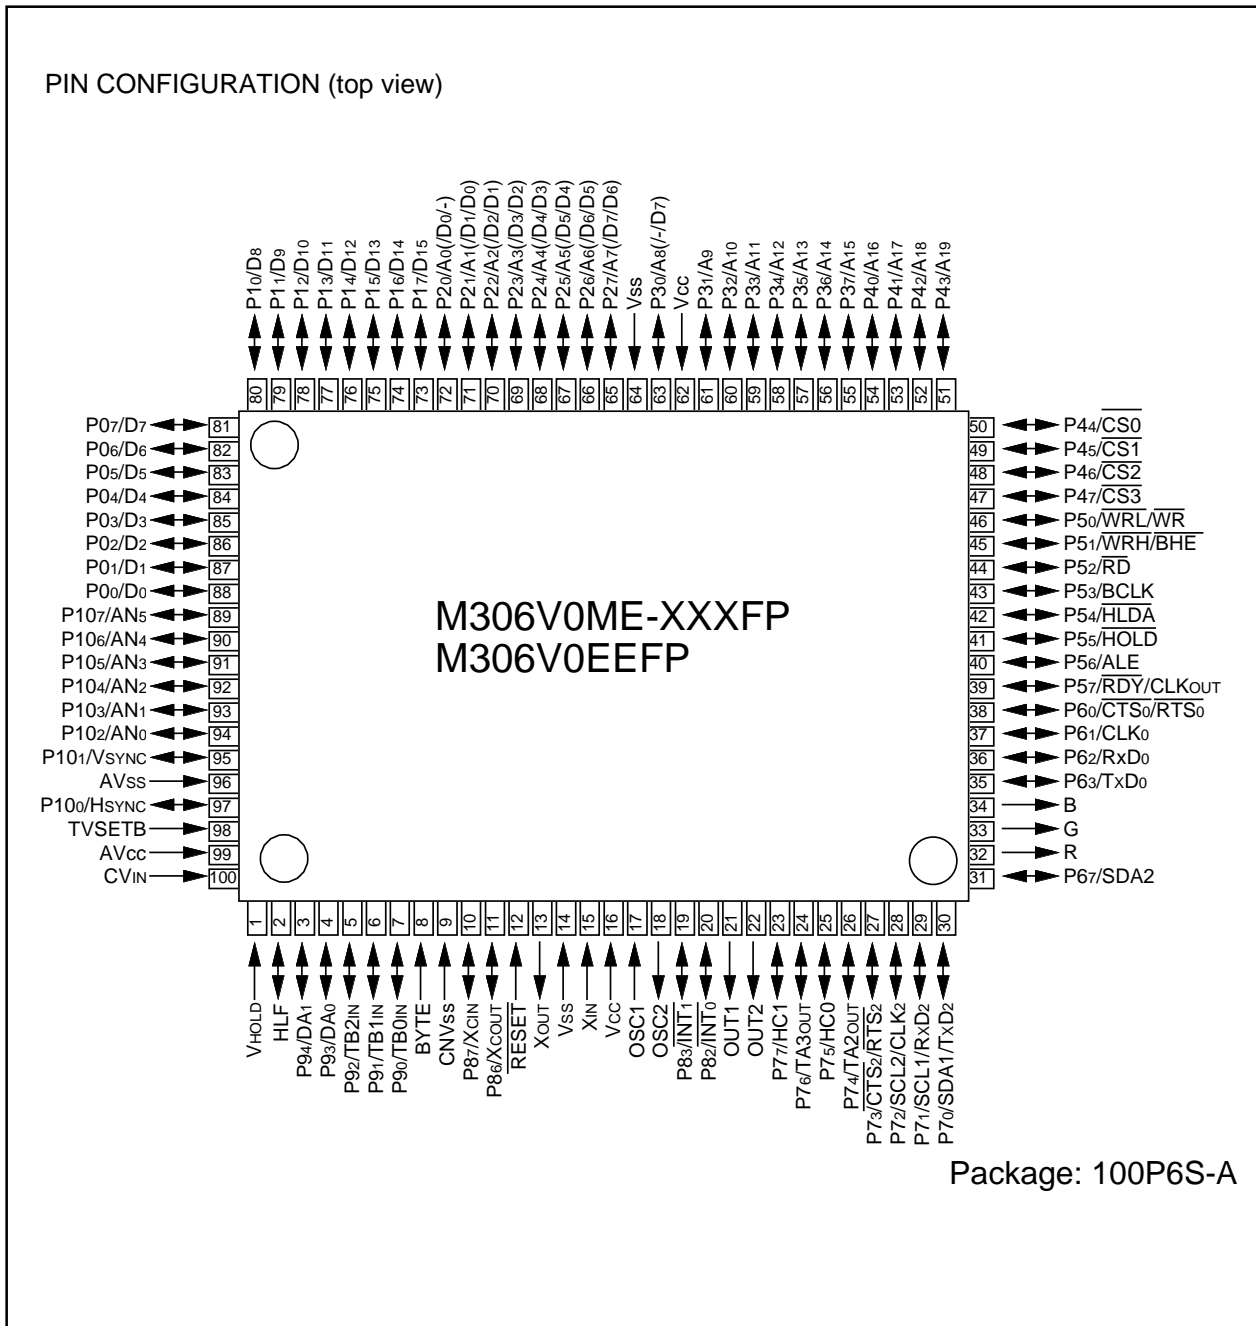 PIN CONFIGURATION (top view)
P10/D8
P11/D9
P12/D10
P13/D11
P14/D12
P15/D13
P16/D14
P17/D15
P20/A0(/D0/-)
P21/A1(/D1/D0)
P22/A2(/D2/D1)
P23/A3(/D3/D2)
P24/A4(/D4/D3)
P25/A5(/D5/D4)
P26/A6(/D6/D5)
P27/A7(/D7/D6)
Vss
P30/A8(/-/D7)
Vcc
P31/A9
P32/A10
P33/A11
P34/A12
P35/A13
P36/A14
P37/A15
P40/A16
P41/A17
P42/A18
P43/A19
80 79 78 77 76 75 74 73 72 71 70 69 68 67 66 65 64 63 62 61 60 59 58 57 56 55 54 53 52 51
P07/D7 81
P06/D6 82
P05/D5 83
P04/D4 84
P03/D3 85
P02/D2 86
P01/D1 87
P00/D0 88
P107/AN5 89
P106/AN4 90
P105/AN3 91
P104/AN2 92
P103/AN1 93
P102/AN0 94
P101/VSYNC 95
AVSS 96
P100/HSYNC 97
TVSETB 98
AVcc 99
CVIN 100
M306V0ME-XXXFP
M306V0EEFP
50 P44/CS0
49 P45/CS1
48 P46/CS2
47 P47/CS3
46 P50/WRL/WR
45 P51/WRH/BHE
44 P52/RD
43 P53/BCLK
42 P54/HLDA
41 P55/HOLD
40 P56/ALE
39 P57/RDY/CLKOUT
38 P60/CTS0/RTS0
37 P61/CLK0
36 P62/RxD0
35 P63/TxD0
34 B
33 G
32 R
31 P67/SDA2
1 2 3 4 5 6 7 8 9 10 11 12 13 14 15 16 17 18 19 20 21 22 23 24 25 26 27 28 29 30
VHOLD
HLF
P94/DA1
P93/DA0
P92/TB2IN
P91/TB1IN
P90/TB0IN
BYTE
CNVss
P87/XCIN
P86/XCOUT
RESET
XOUT
VSS
XIN
VCC
OSC1
OSC2
P83/INT1
P82/INT0
OUT1
OUT2
P77/HC1
P76/TA3OUT
P75/HC0
P74/TA2OUT
P73/CTS2/RTS2
P72/SCL2/CLK2
P71/SCL1/RxD2
P70/SDA1/TxD2
Package: 100P6S-A